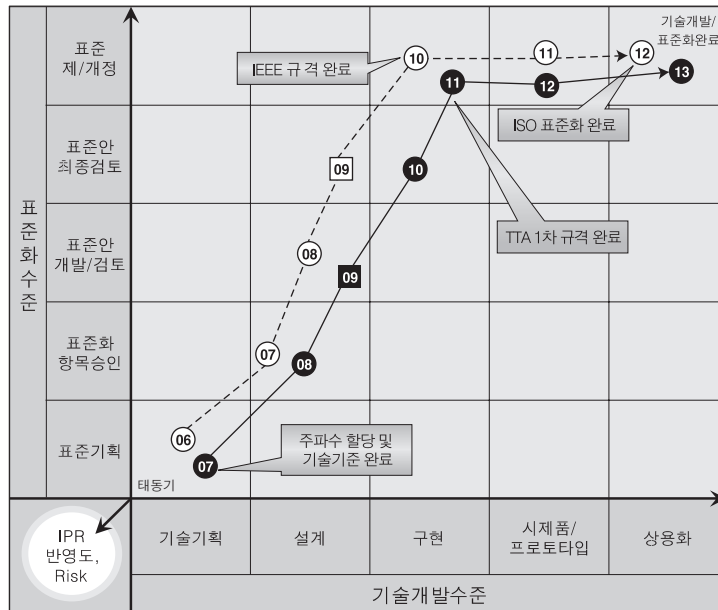 기술개발/
표준화완료
표준
제/개정
IEEE 규격 완료
10
11
12
11
12
13
ISO 표준화 완료
표준안
최종검토
09
10
TTA 1차 규격 완료
표준화수준
표준안
개발/검토
08
09
표준화
항목승인
07
08
표준기획
06
07
주파수 할당 및
기술기준 완료
태동기
IPR
반영도,
Risk
기술기획
설계
구현
시제품/
프로토타입
상용화
기술개발수준